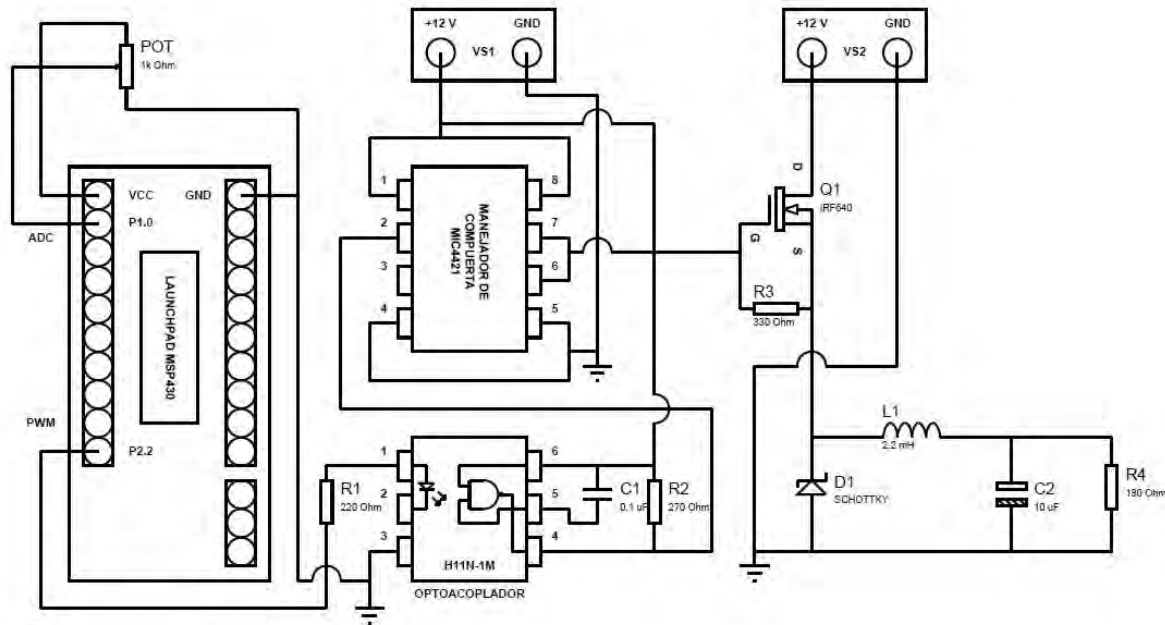 POT
1k Ohm
VCC
GND
P1.0
ADC
LAUNCHPAD MSP430
PWM
P2.2
+12 V
GND
VS1
1
2
3
4
8
7
6
5
MANEJADOR DE
COMPUERTA
MIC4421
1
2
3
6
5
4
R1
220 Ohm
C1
0.1 uF
R2
270 Ohm
H11N-1M
OPTOACOPLADOR
+12 V
GND
VS2
D
Q1
IRF640
G
S
R3
330 Ohm
L1
2.2 mH
D1
SCHOTTKY
C2
10 uF
R4
180 Ohm